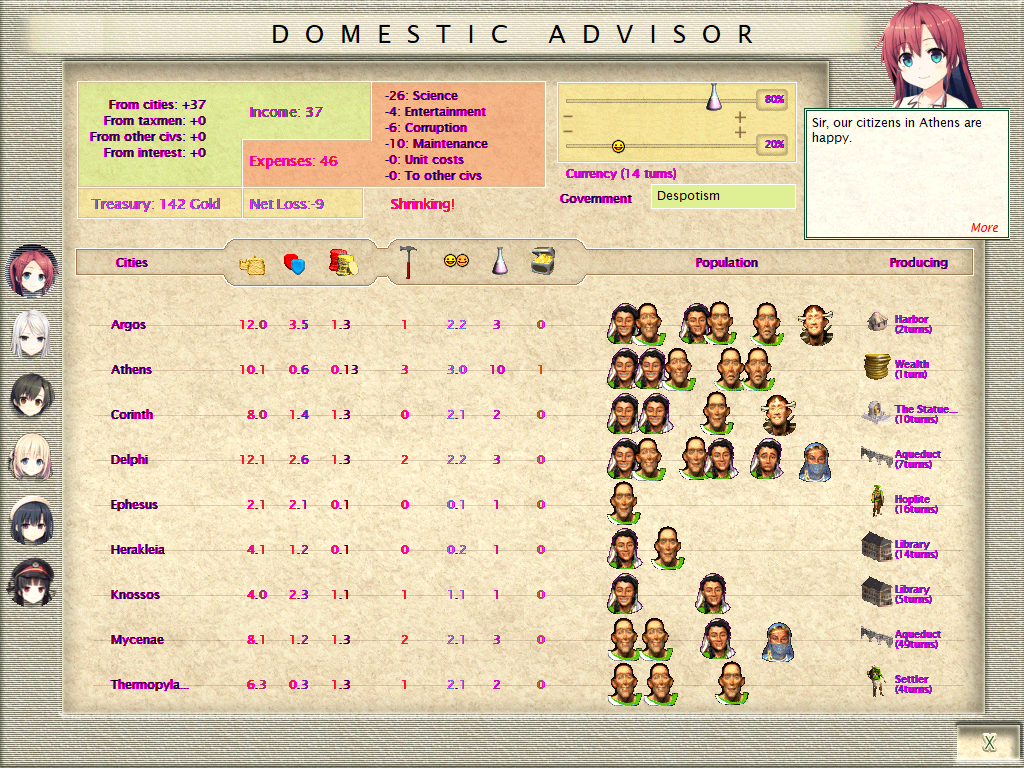 DOMESTIC ADVISOR
From cities: +37
From taxmen: +0
From other civs: +0
From interest: +0
Income: 37
Expenses: 46
-26: Science
-4: Entertainment
-6: Corruption
-10: Maintenance
-0: Unit costs
-0: To other civs
Treasury: 142 Gold
Net Loss:-9
Shrinking!
80%
20%
Currency (14 turns)
Government Despotism
Sir, our citizens in Athens are
happy.
More
Cities Population Producing
Argos 12.0 3.5 1.3 1 2.2 3 0 Harbor
(2turns)
Athens 10.1 0.6 0.13 3 3.0 10 1 Wealth
(1turn)
Corinth 8.0 1.4 1.3 0 2.1 2 0 The Statue...
(10turns)
Delphi 12.1 2.6 1.3 2 2.2 3 0 Aqueduct
(7turns)
Ephesus 2.1 2.1 0.1 0 0.1 1 0 Hoplite
(16turns)
Herakleia 4.1 1.2 0.1 0 0.2 1 0 Library
(14turns)
Knossos 4.0 2.3 1.1 1 1.1 1 0 Library
(5turns)
Mycenae 8.1 1.2 1.3 2 2.1 3 0 Aqueduct
(49turns)
Thermopyla... 6.3 0.3 1.3 1 2.1 2 0 Settler
(4turns)
X